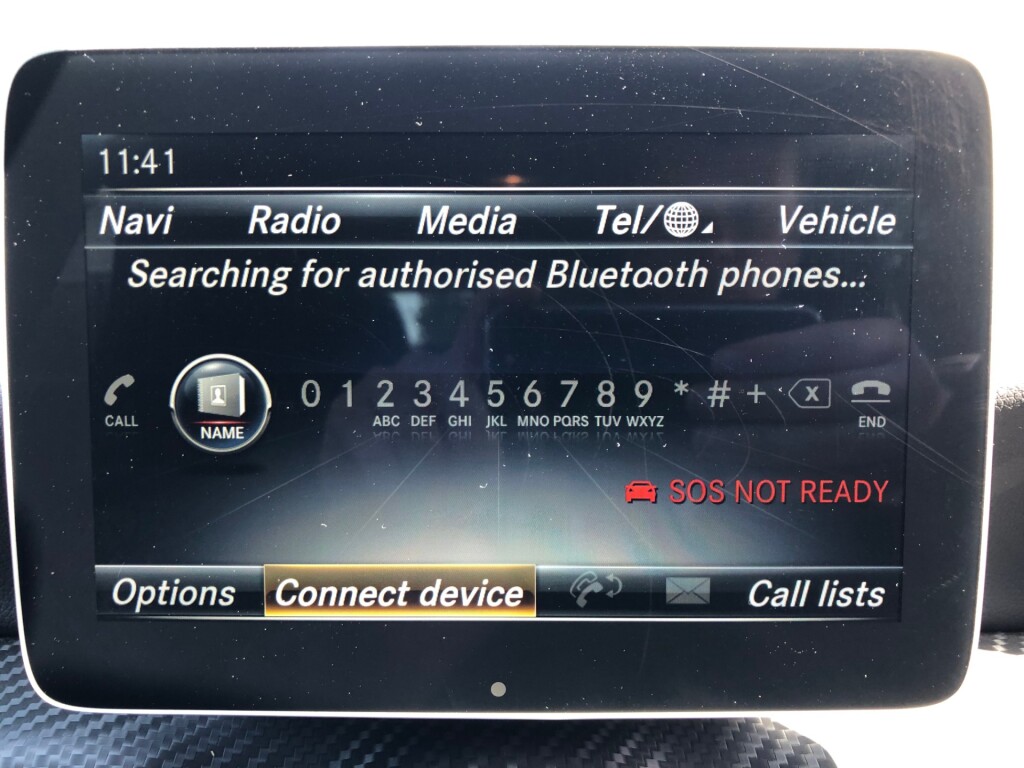 11:41
Navi Radio Media Tel/ Vehicle
Searching for authorised Bluetooth phones...
0 1 2 3 4 5 6 7 8 9 * # + X
CALL NAME ABC DEF GHI JKL MNO PQRS TUV WXYZ END
SOS NOT READY
Options Connect device Call lists